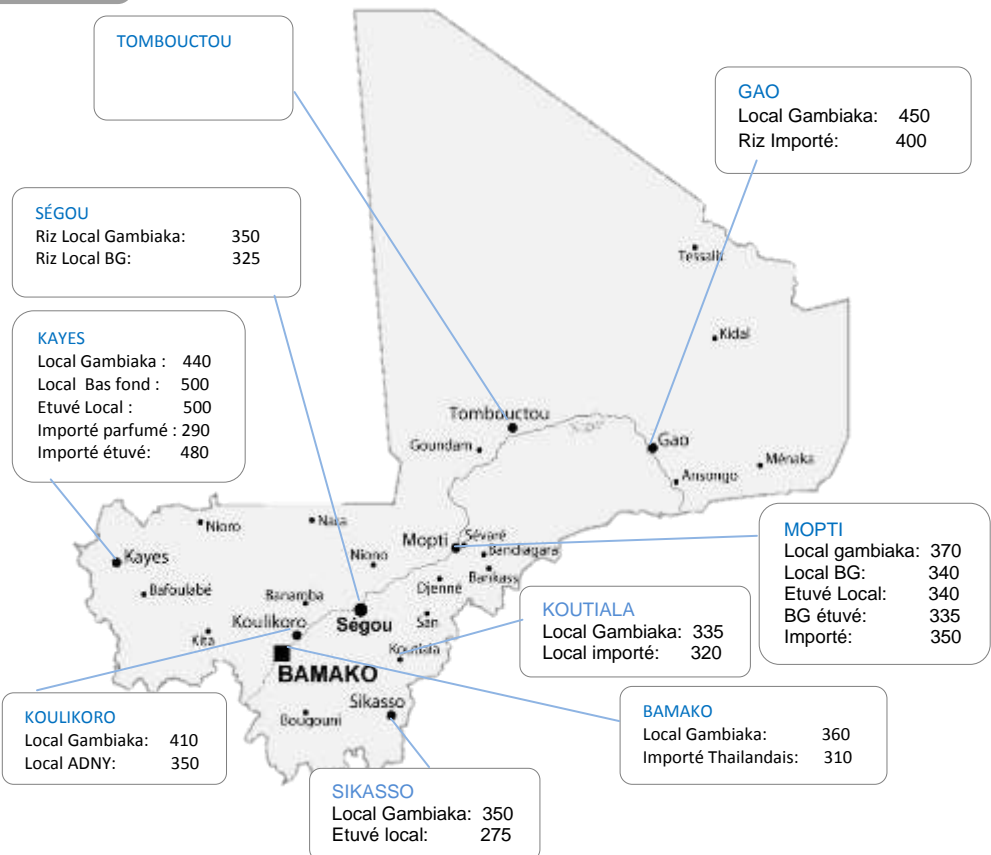 TOMBOUCTOU
GAO
Local Gambiaka: 450
Riz Importé: 400
SÉGOU
Riz Local Gambiaka: 350
Riz Local BG: 325
KAYES
Local Gambiaka : 440
Local Bas fond : 500
Etuvé Local : 500
Importé parfumé : 290
Importé étuvé: 480
Tessalit
Kidal
Tombouctou
Goundam
Gao
Ménaka
Ansongo
Nioro
Nara
Mopti
Sévaré
Bandiagara
Kayes
Niono
Bankass
Djenné
Bafoulabé
Banamba
Ségou
San
Koulikoro
Kita
Koutiala
BAMAKO
Sikasso
Bougouni
MOPTI
Local gambiaka: 370
Local BG: 340
Etuvé Local: 340
BG étuvé: 335
Importé: 350
KOUTIALA
Local Gambiaka: 335
Local importé: 320
KOULIKORO
Local Gambiaka: 410
Local ADNY: 350
BAMAKO
Local Gambiaka: 360
Importé Thailandais: 310
SIKASSO
Local Gambiaka: 350
Etuvé local: 275